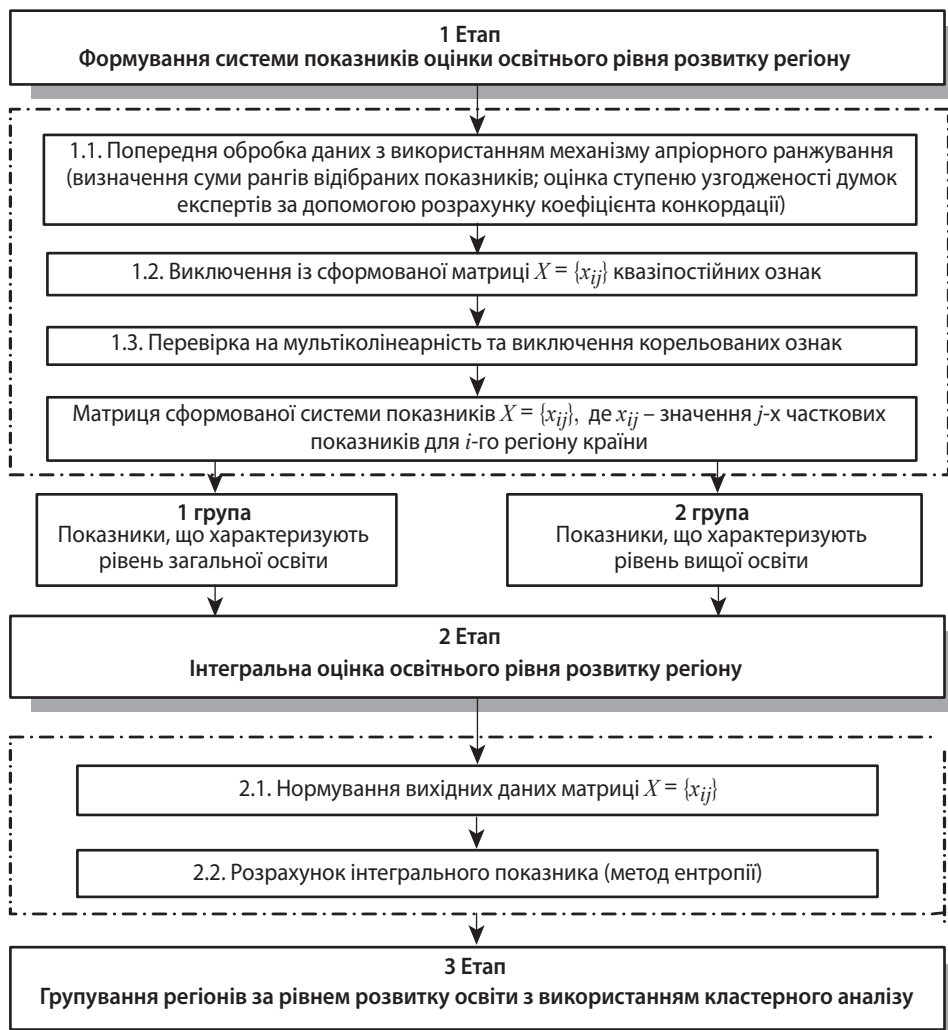 1 Етап
Формування системи показників оцінки освітнього рівня розвитку регіону
1.1. Попередня обробка даних з використанням механізму апріорного ранжування
(визначення суми рангів відібраних показників; оцінка ступеню узгодженості думок
експертів за допомогою розрахунку коефіцієнта конкордації)
1.2. Виключення із сформованої матриці X = {xij} квазіпостійних ознак
1.3. Перевірка на мультіколінеарність та виключення корельованих ознак
Матриця сформованої системи показників X = {xij}, де xij – значення j-х часткових
показників для i-го регіону країни
1 група
Показники, що характеризують
рівень загальної освіти
2 група
Показники, що характеризують
рівень вищої освіти
2 Етап
Інтегральна оцінка освітнього рівня розвитку регіону
2.1. Нормування вихідних даних матриці X = {xij}
2.2. Розрахунок інтегрального показника (метод ентропії)
3 Етап
Групування регіонів за рівнем розвитку освіти з використанням кластерного аналізу